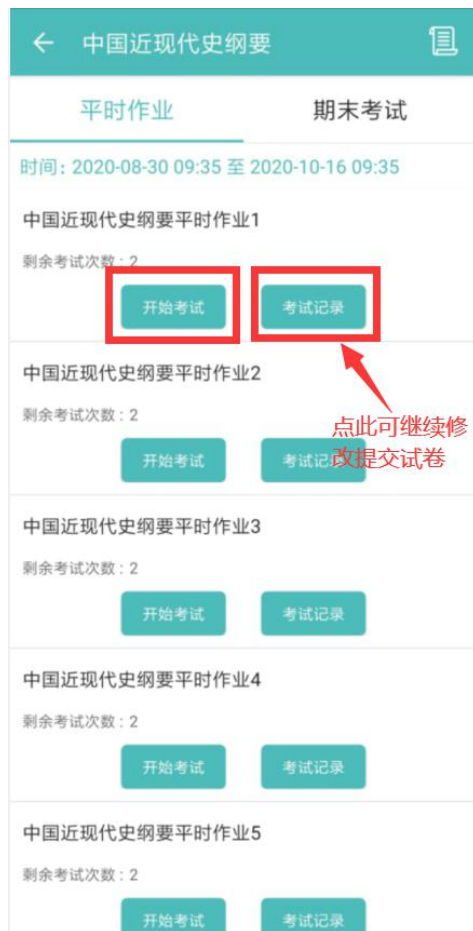 中国近现代史纲要
平时作业 期末考试
时间：2020-08-30 09:35 至 2020-10-16 09:35
中国近现代史纲要平时作业1
剩余考试次数：2
开始考试 考试记录
中国近现代史纲要平时作业2
剩余考试次数：2
点此可继续修
改提交试卷
开始考试 考试记录
中国近现代史纲要平时作业3
剩余考试次数：2
开始考试 考试记录
中国近现代史纲要平时作业4
剩余考试次数：2
开始考试 考试记录
中国近现代史纲要平时作业5
剩余考试次数：2
开始考试 考试记录